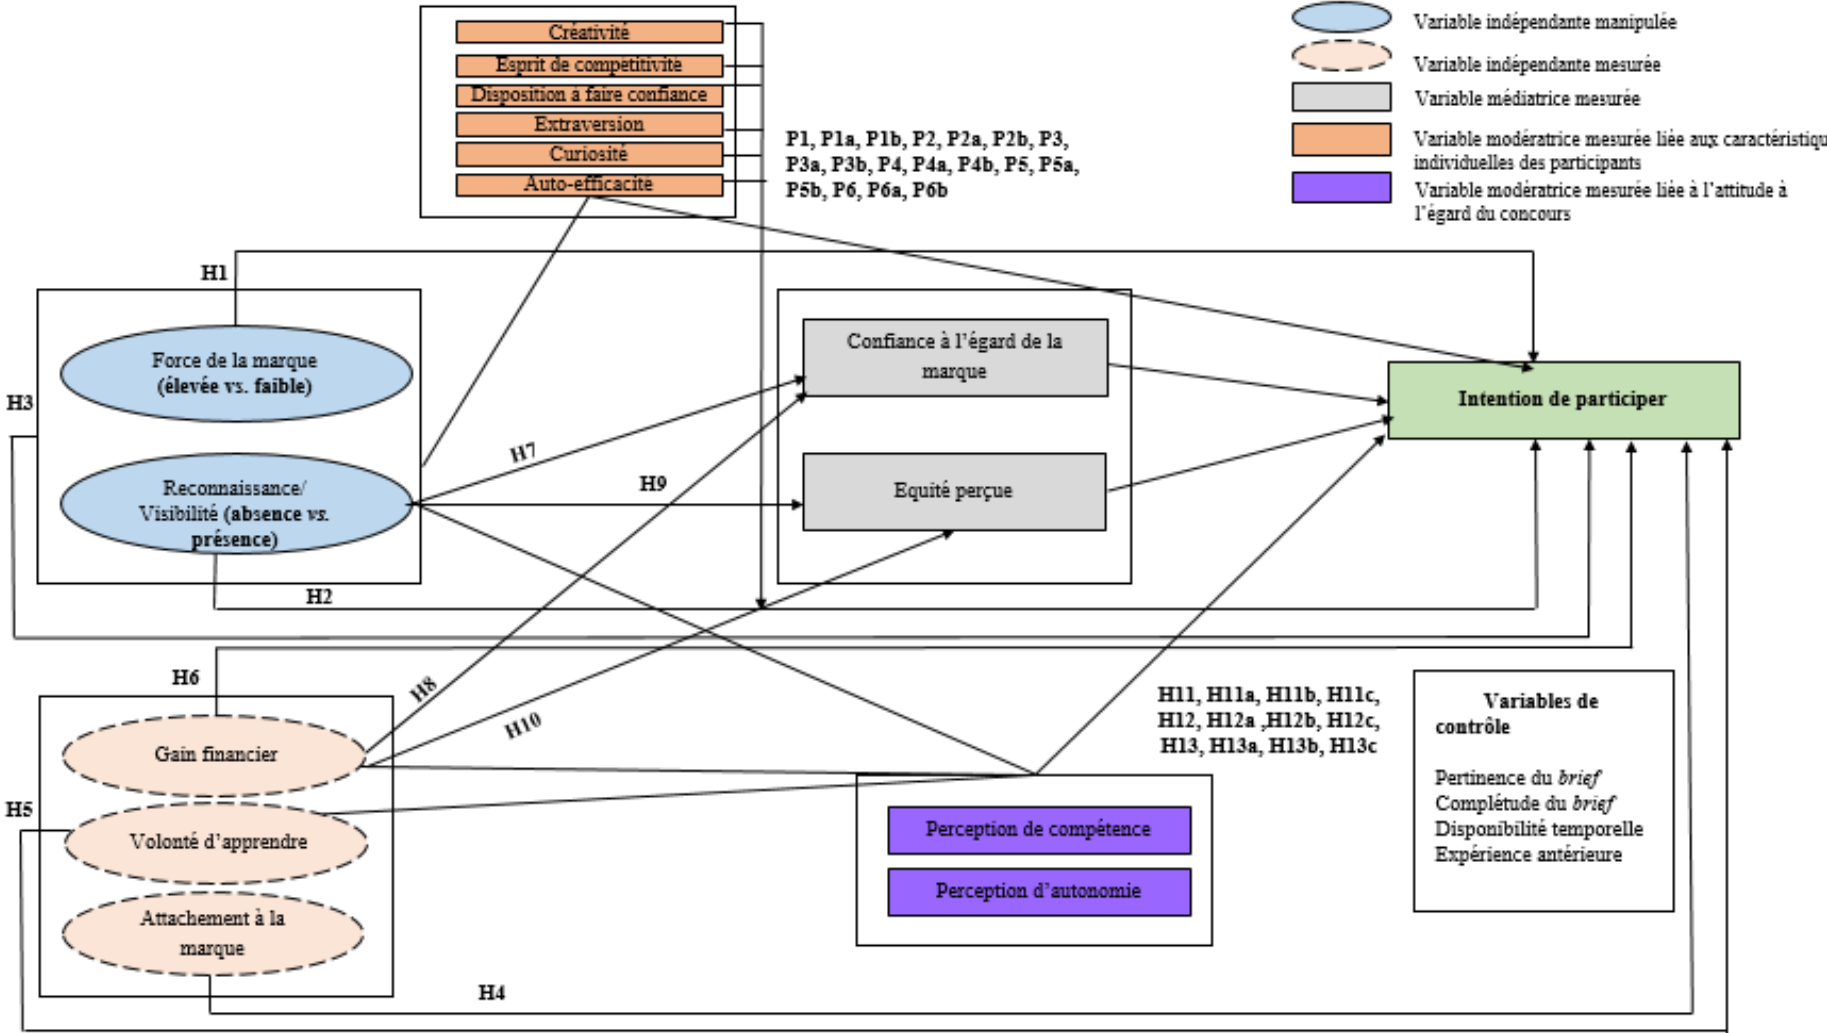 Créativité
Esprit de compétitivité
Disposition à faire confiance
Extraversion
Curiosité
Auto-efficacité
P1, P1a, P1b, P2, P2a, P2b, P3,
P3a, P3b, P4, P4a, P4b, P5, P5a,
P5b, P6, P6a, P6b
Variable indépendante manipulée
Variable indépendante mesurée
Variable médiatrice mesurée
Variable modératrice mesurée liée aux caractéristiqu
individuelles des participants
Variable modératrice mesurée liée à l'attitude à
l'égard du concours
H1
H3
Force de la marque
(élevée vs. faible)
Reconnaissance/
Visibilité (absence vs.
présence)
H2
H7
H9
Confiance à l'égard de la
marque
Equité perçue
Intention de participer
H6
H8
H10
H5
Gain financier
Volonté d'apprendre
Attachement à la
marque
H4
H11, H11a, H11b, H11c,
H12, H12a ,H12b, H12c,
H13, H13a, H13b, H13c
Perception de compétence
Perception d'autonomie
Variables de
contrôle
Pertinence du brief
Complétude du brief
Disponibilité temporelle
Expérience antérieure